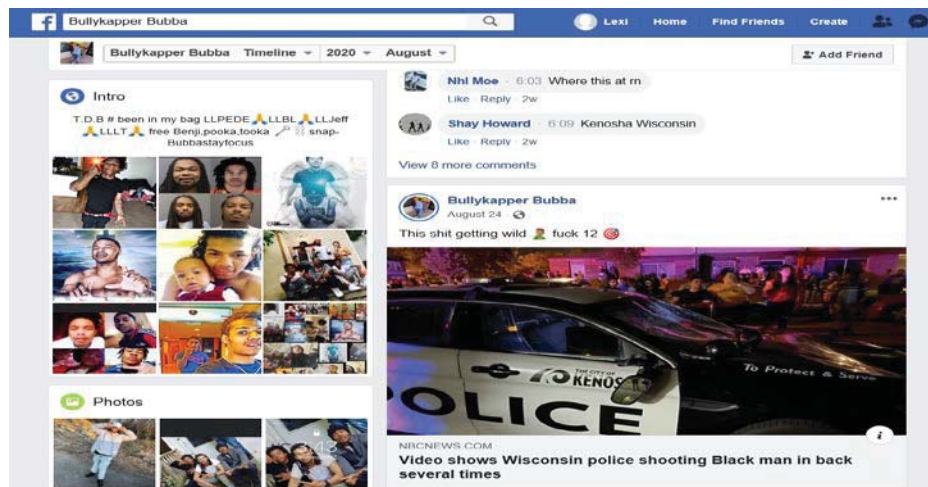 Bullykapper Bubba
Lexi Home Find Friends Create
Bullykapper Bubba Timeline 2020 August
Add Friend
Intro
T.D.B # been in my bag LLPEDE🙏LLBL🙏LLJeff
🙏LLLT🙏 free Benji,pooka,tooka 🗝️⛓️ snap-
Bubbastayfocus
Photos
Nhl Moe · 6:03 Where this at rn
Like · Reply · 2w
Shay Howard · 6:09 Kenosha Wisconsin
Like · Reply · 2w
View 8 more comments
Bullykapper Bubba
August 24
This shit getting wild 🤦 fuck 12 🎯
THE CITY OF
KENOS
POLICE
To Protect & Serve
NBCNEWS.COM
Video shows Wisconsin police shooting Black man in back
several times